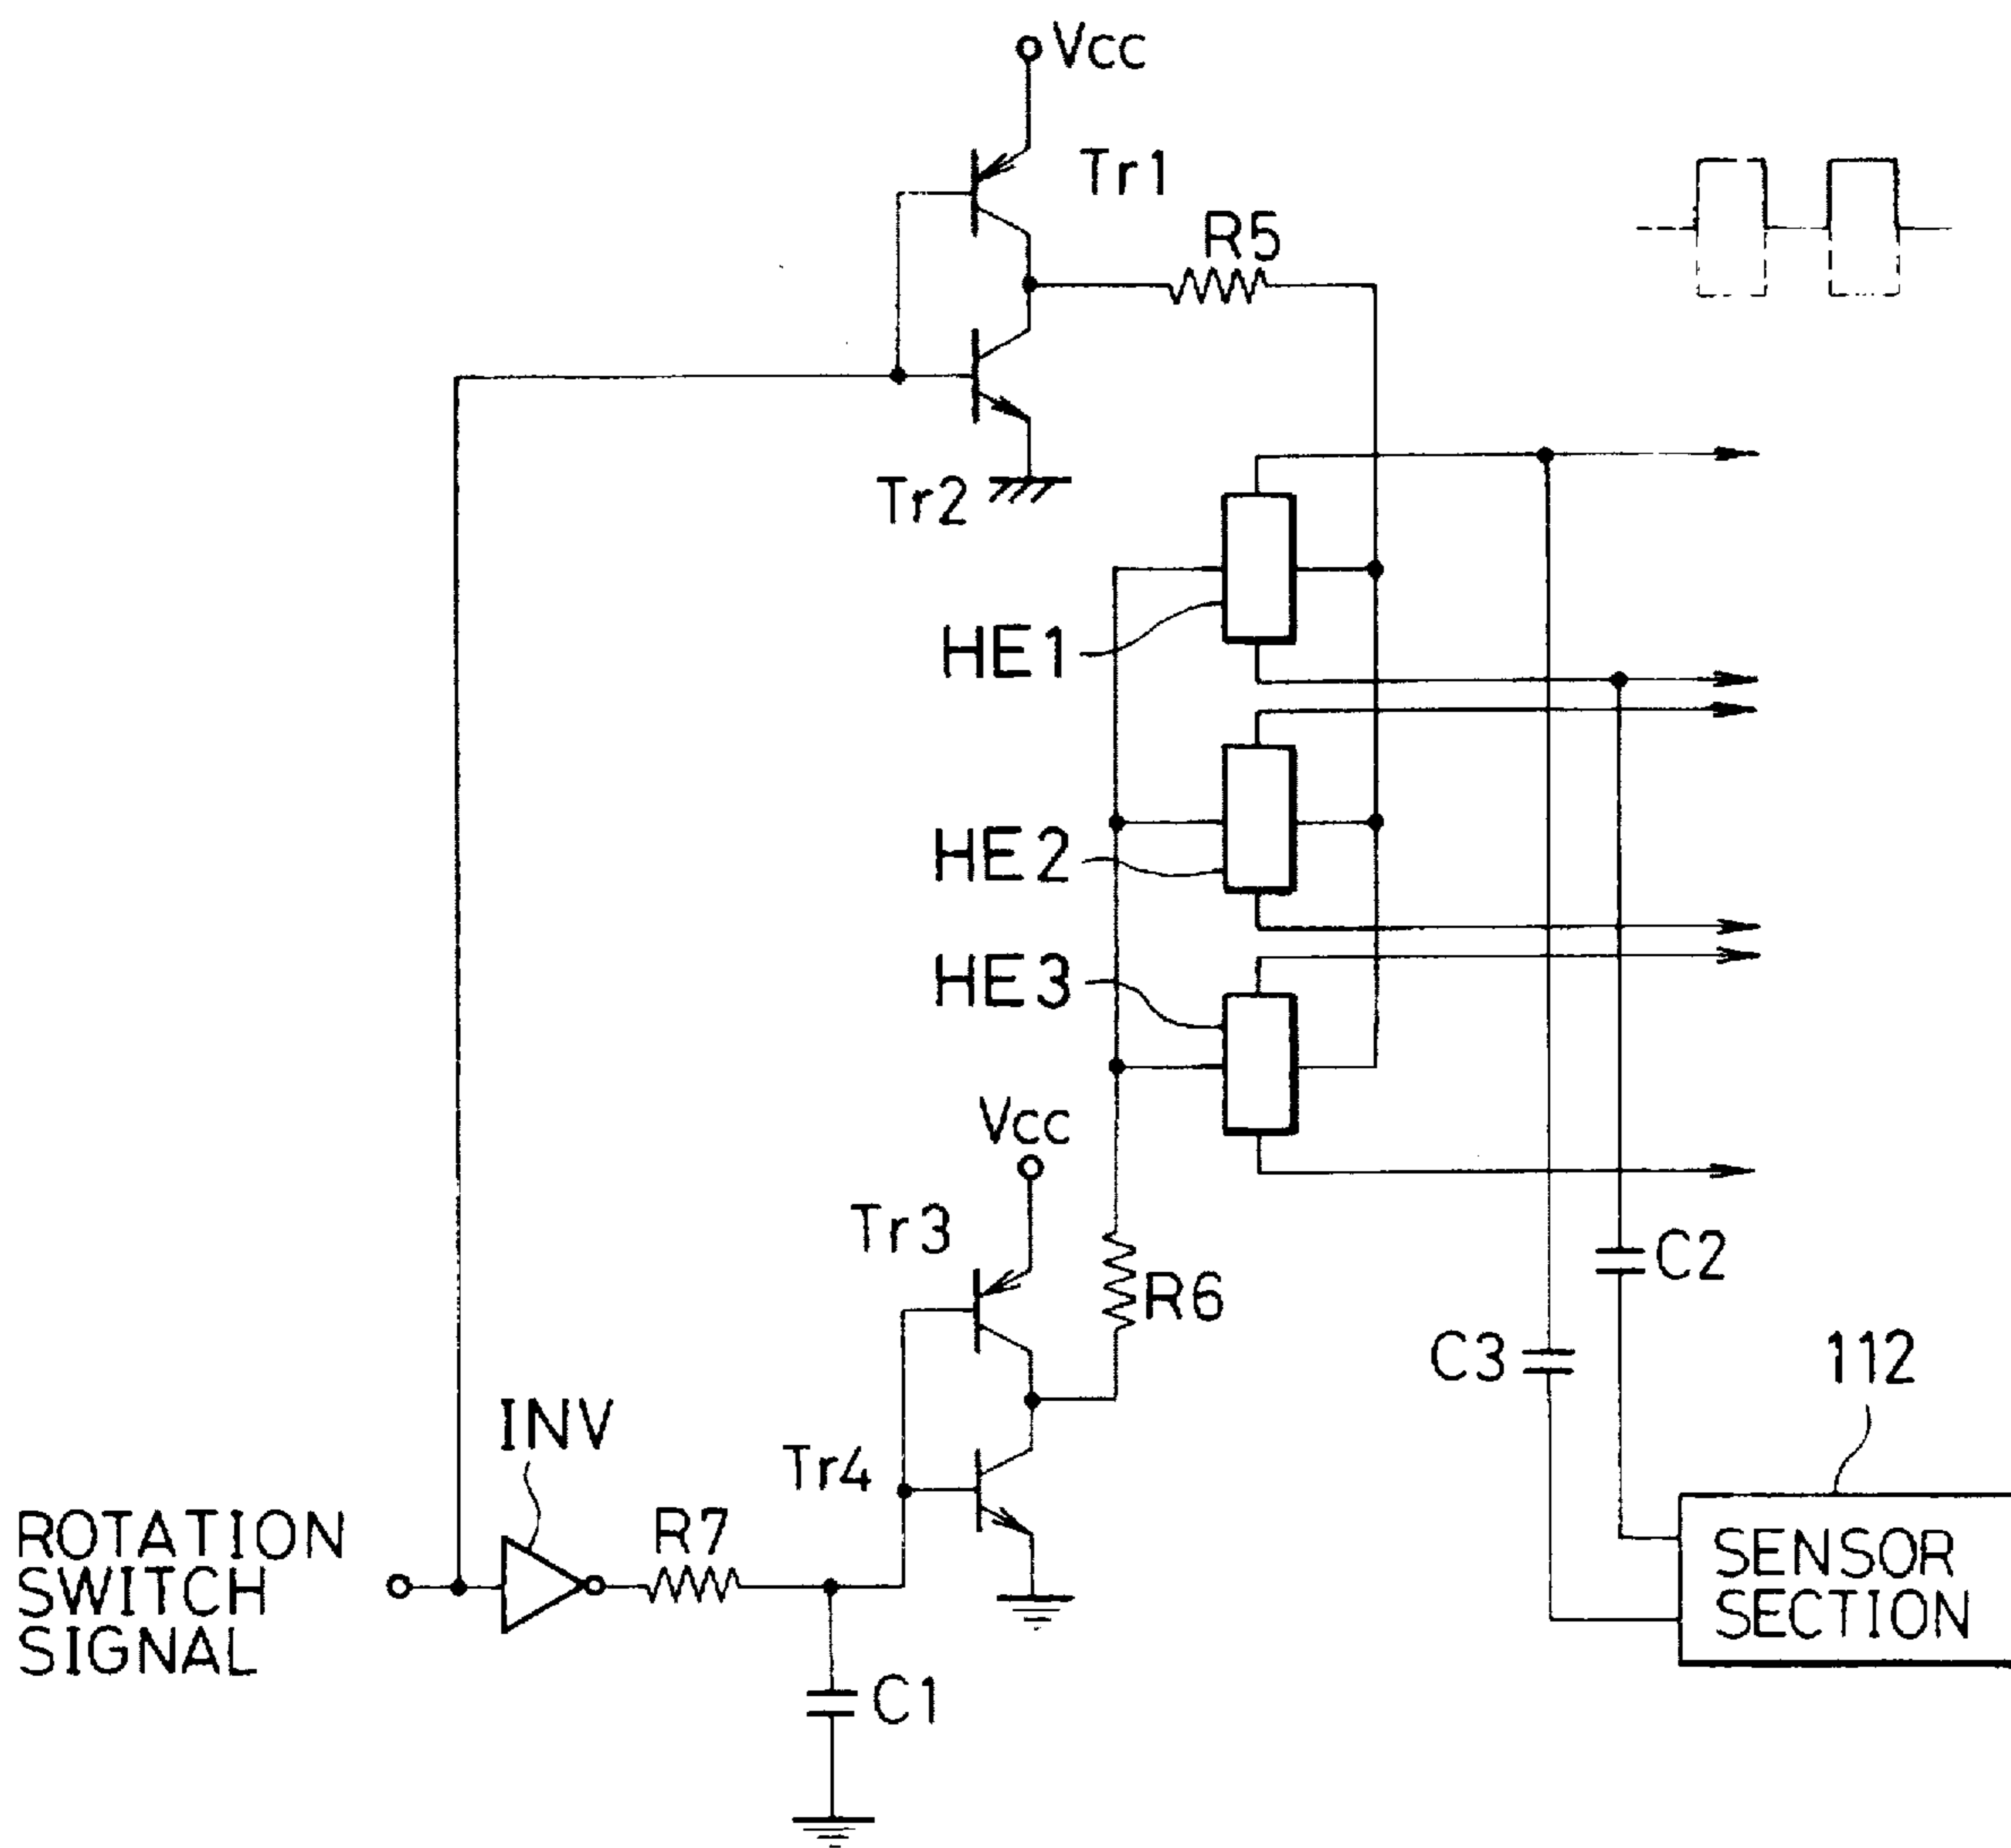 Vcc
Tr1
R5
Tr2
HE1
HE2
HE3
Vcc
Tr3
R6
C2
C3
112
INV
Tr4
R7
ROTATION
SWITCH
SIGNAL
SENSOR
SECTION
C1